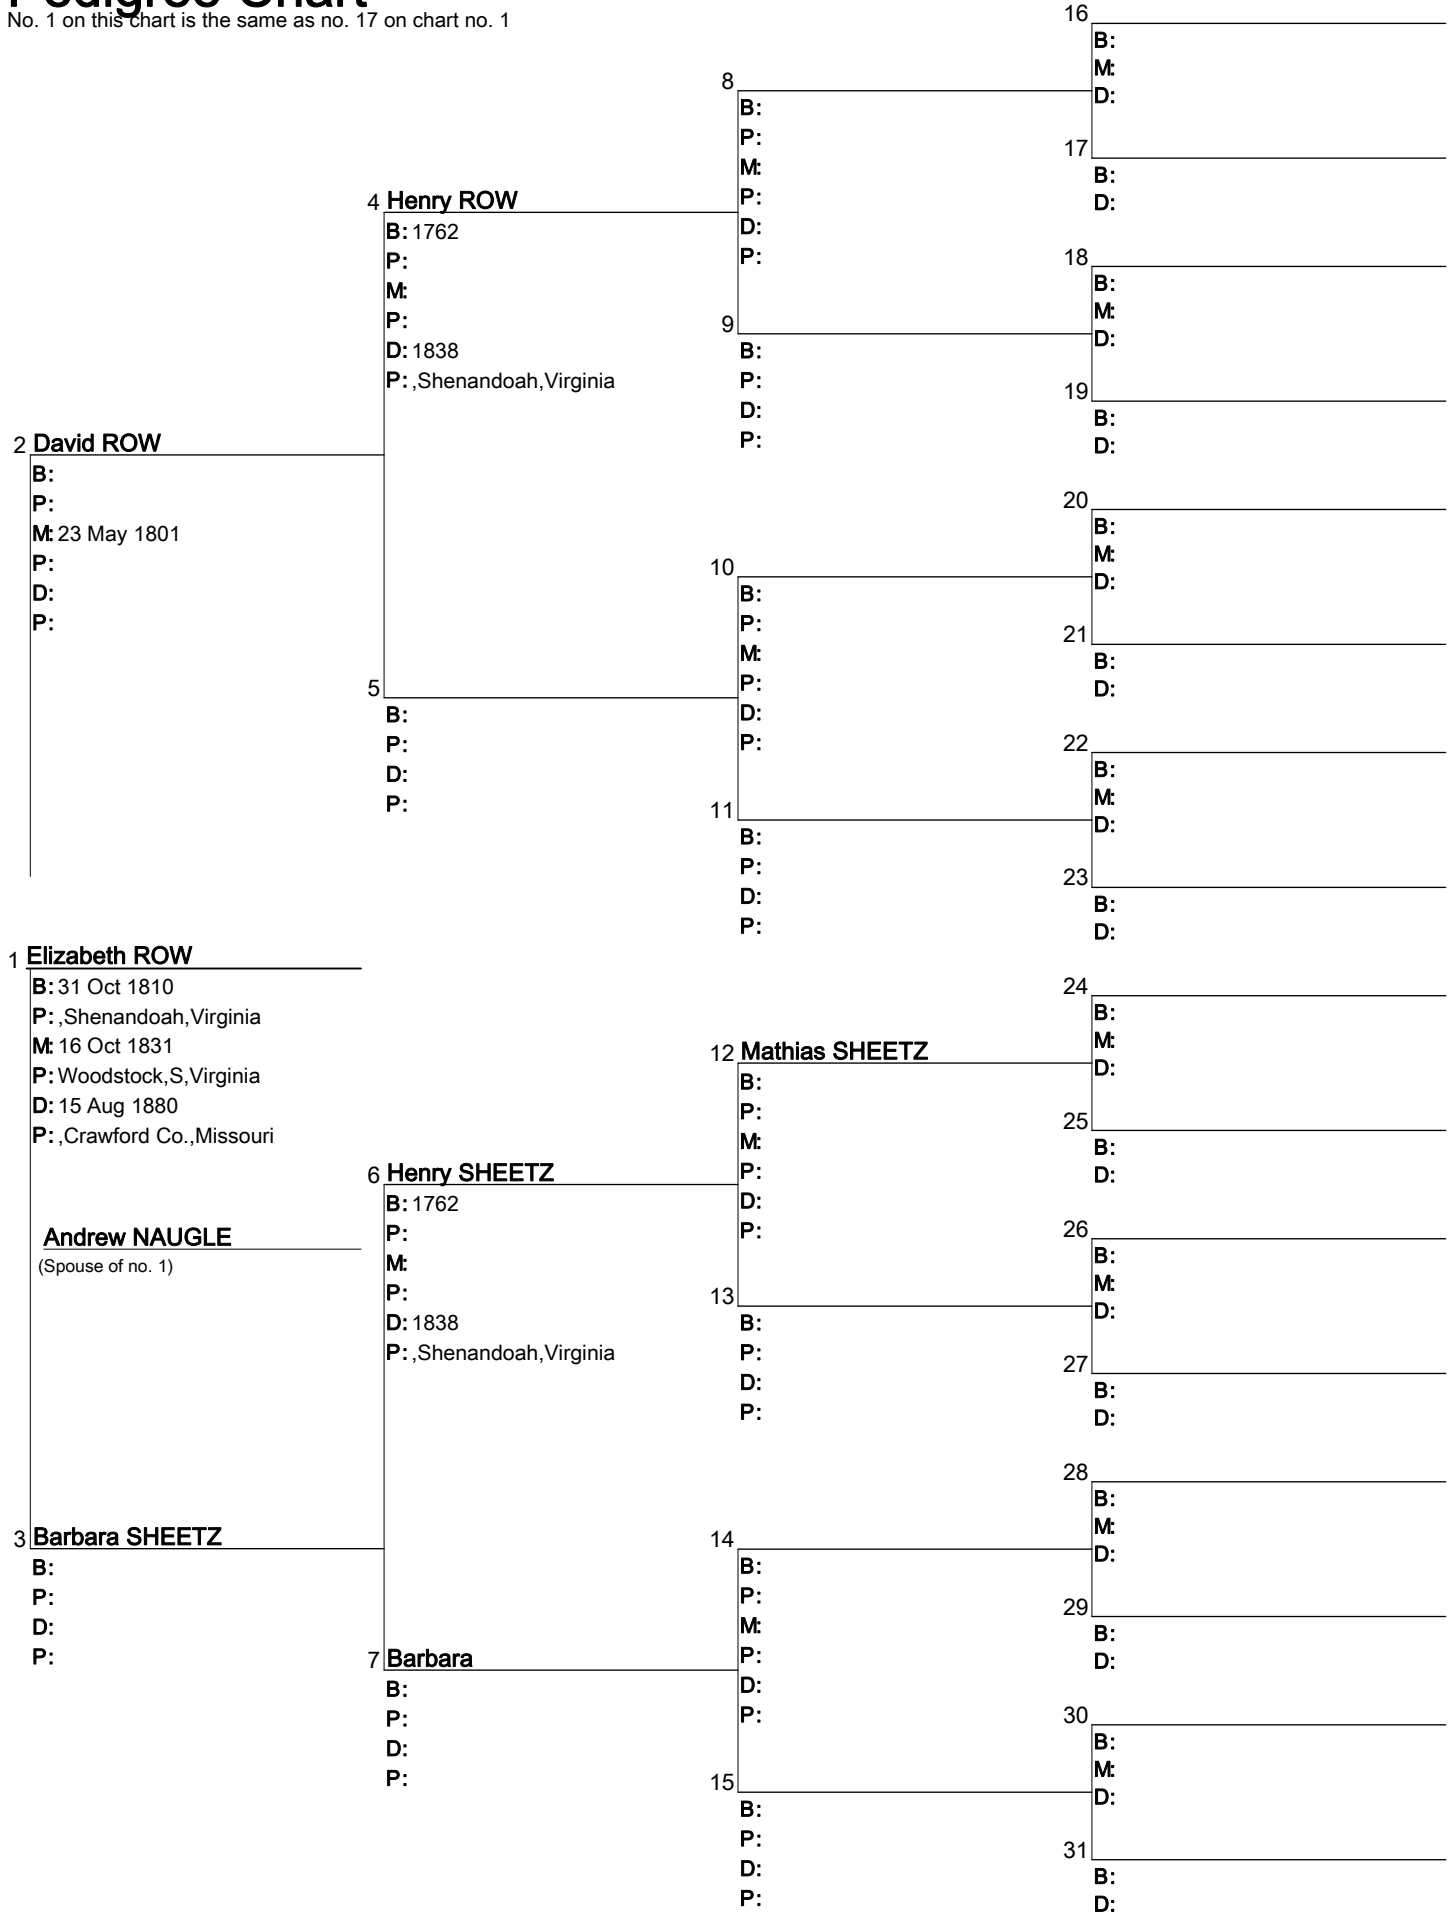 Pedigree Chart
No. 1 on this chart is the same as no. 17 on chart no. 1
1 Elizabeth ROW
B: 31 Oct 1810
P: ,Shenandoah,Virginia
M: 16 Oct 1831
P: Woodstock,S,Virginia
D: 15 Aug 1880
P: ,Crawford Co.,Missouri
Andrew NAUGLE
(Spouse of no. 1)
2 David ROW
B:
P:
M: 23 May 1801
P:
D:
P:
3 Barbara SHEETZ
B:
P:
D:
P:
4 Henry ROW
B: 1762
P:
M:
P:
D: 1838
P: ,Shenandoah,Virginia
5
B:
P:
D:
P:
6 Henry SHEETZ
B: 1762
P:
M:
P:
D: 1838
P: ,Shenandoah,Virginia
7 Barbara
B:
P:
D:
P:
8
B:
P:
M:
P:
D:
P:
9
B:
P:
D:
P:
10
B:
P:
M:
P:
D:
P:
11
B:
P:
D:
P:
12 Mathias SHEETZ
B:
P:
M:
P:
D:
P:
13
B:
P:
D:
P:
14
B:
P:
M:
P:
D:
P:
15
B:
P:
D:
P:
16
B:
M:
D:
17
B:
D:
18
B:
M:
D:
19
B:
D:
20
B:
M:
D:
21
B:
D:
22
B:
M:
D:
23
B:
D:
24
B:
M:
D:
25
B:
D:
26
B:
M:
D:
27
B:
D:
28
B:
M:
D:
29
B:
D:
30
B:
M:
D:
31
B:
D: